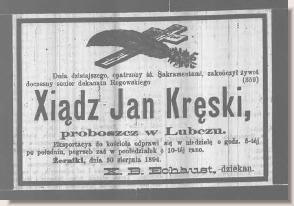 Dnia dzisiejszego, opatrzony śś. Sakramentami, zakończył żywot
doczesny senior dekanatu Rogowskiego (859)
Xiądz Jan Kręski,
proboszcz w Lubczu.
Eksportacya do kościoła odprawi się w niedzielę o godz. 5-tej
po południu, pogrzeb zaś w poniedziałek o 10-tej rano.
Żerniki, dnia 30 sierpnia 1894.
X. B. Echaust, dziekan.